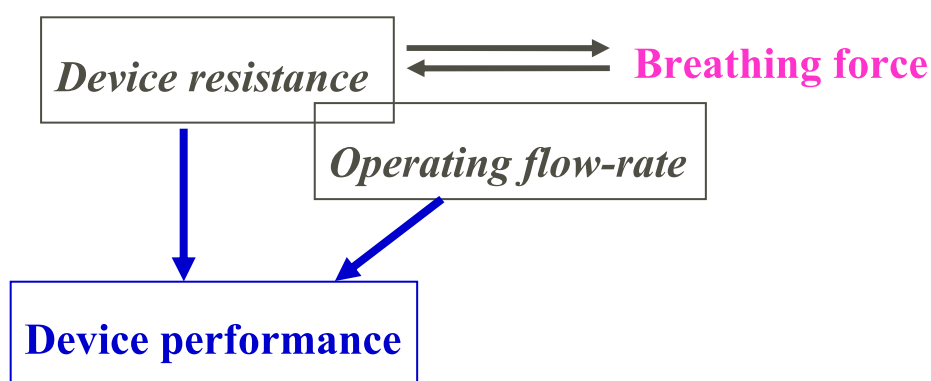 Device resistance
Breathing force
Operating flow-rate
Device performance